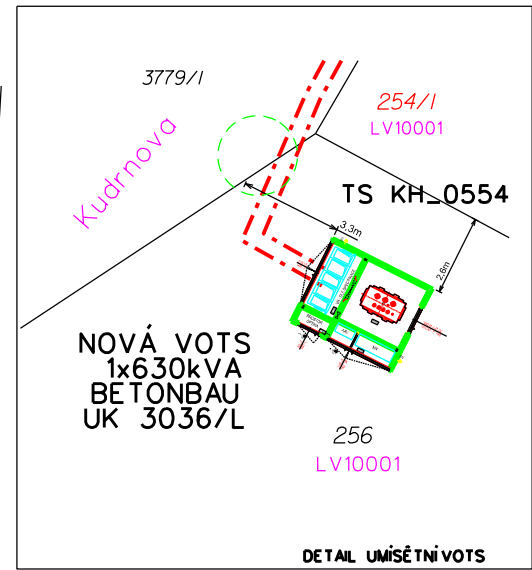 3779/1
254/1
LV10001
Kudrnova
TS KH_0554
3,3m
2,6m
NOVÁ VOTS
1x630kVA
BETONBAU
UK 3036/L
256
LV10001
DETAIL UMÍSĚTNÍ VOTS